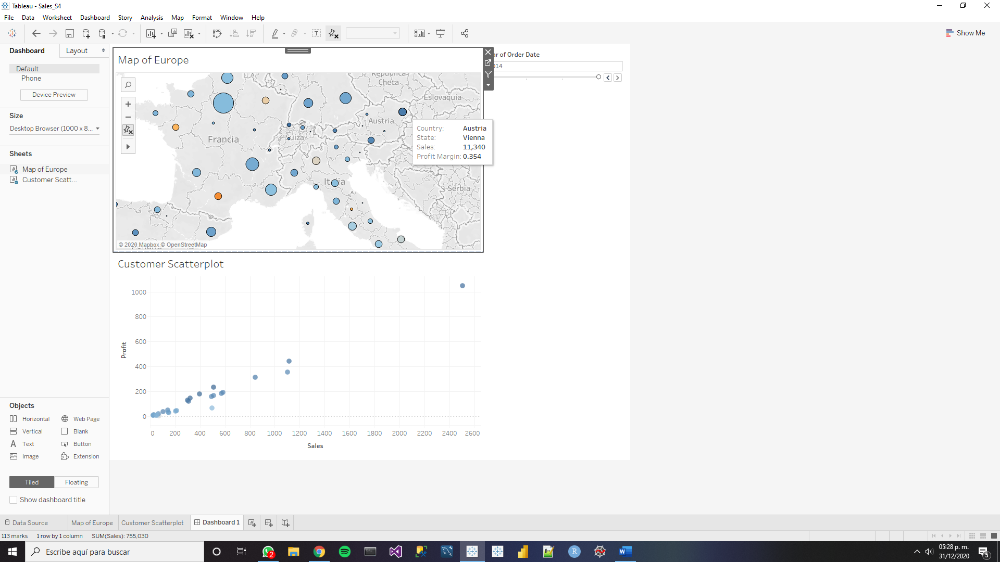 Tableau - Sales_S4
File Data Worksheet Dashboard Story Analysis Map Format Window Help
Show Me
Dashboard Layout
Default
Phone
Device Preview
Size
Desktop Browser (1000 x 8...
Sheets
Map of Europe
Customer Scatt...
Objects
Horizontal Web Page
Vertical Blank
Text Button
Image Extension
Tiled Floating
Show dashboard title
Map of Europe
Checa
Eslovaquia
Austria
Francia
Serbia
© 2020 Mapbox © OpenStreetMap
Country: Austria
State: Vienna
Sales: 11,340
Profit Margin: 0.354
of Order Date
Customer Scatterplot
1000
800
600
400
200
0
Profit
0 200 400 600 800 1000 1200 1400 1600 1800 2000 2200 2400 2600
Sales
Data Source Map of Europe Customer Scatterplot Dashboard 1
113 marks 1 row by 1 column SUM(Sales): 755,030
Escribe aquí para buscar
2
05:28 p. m.
31/12/2020
5